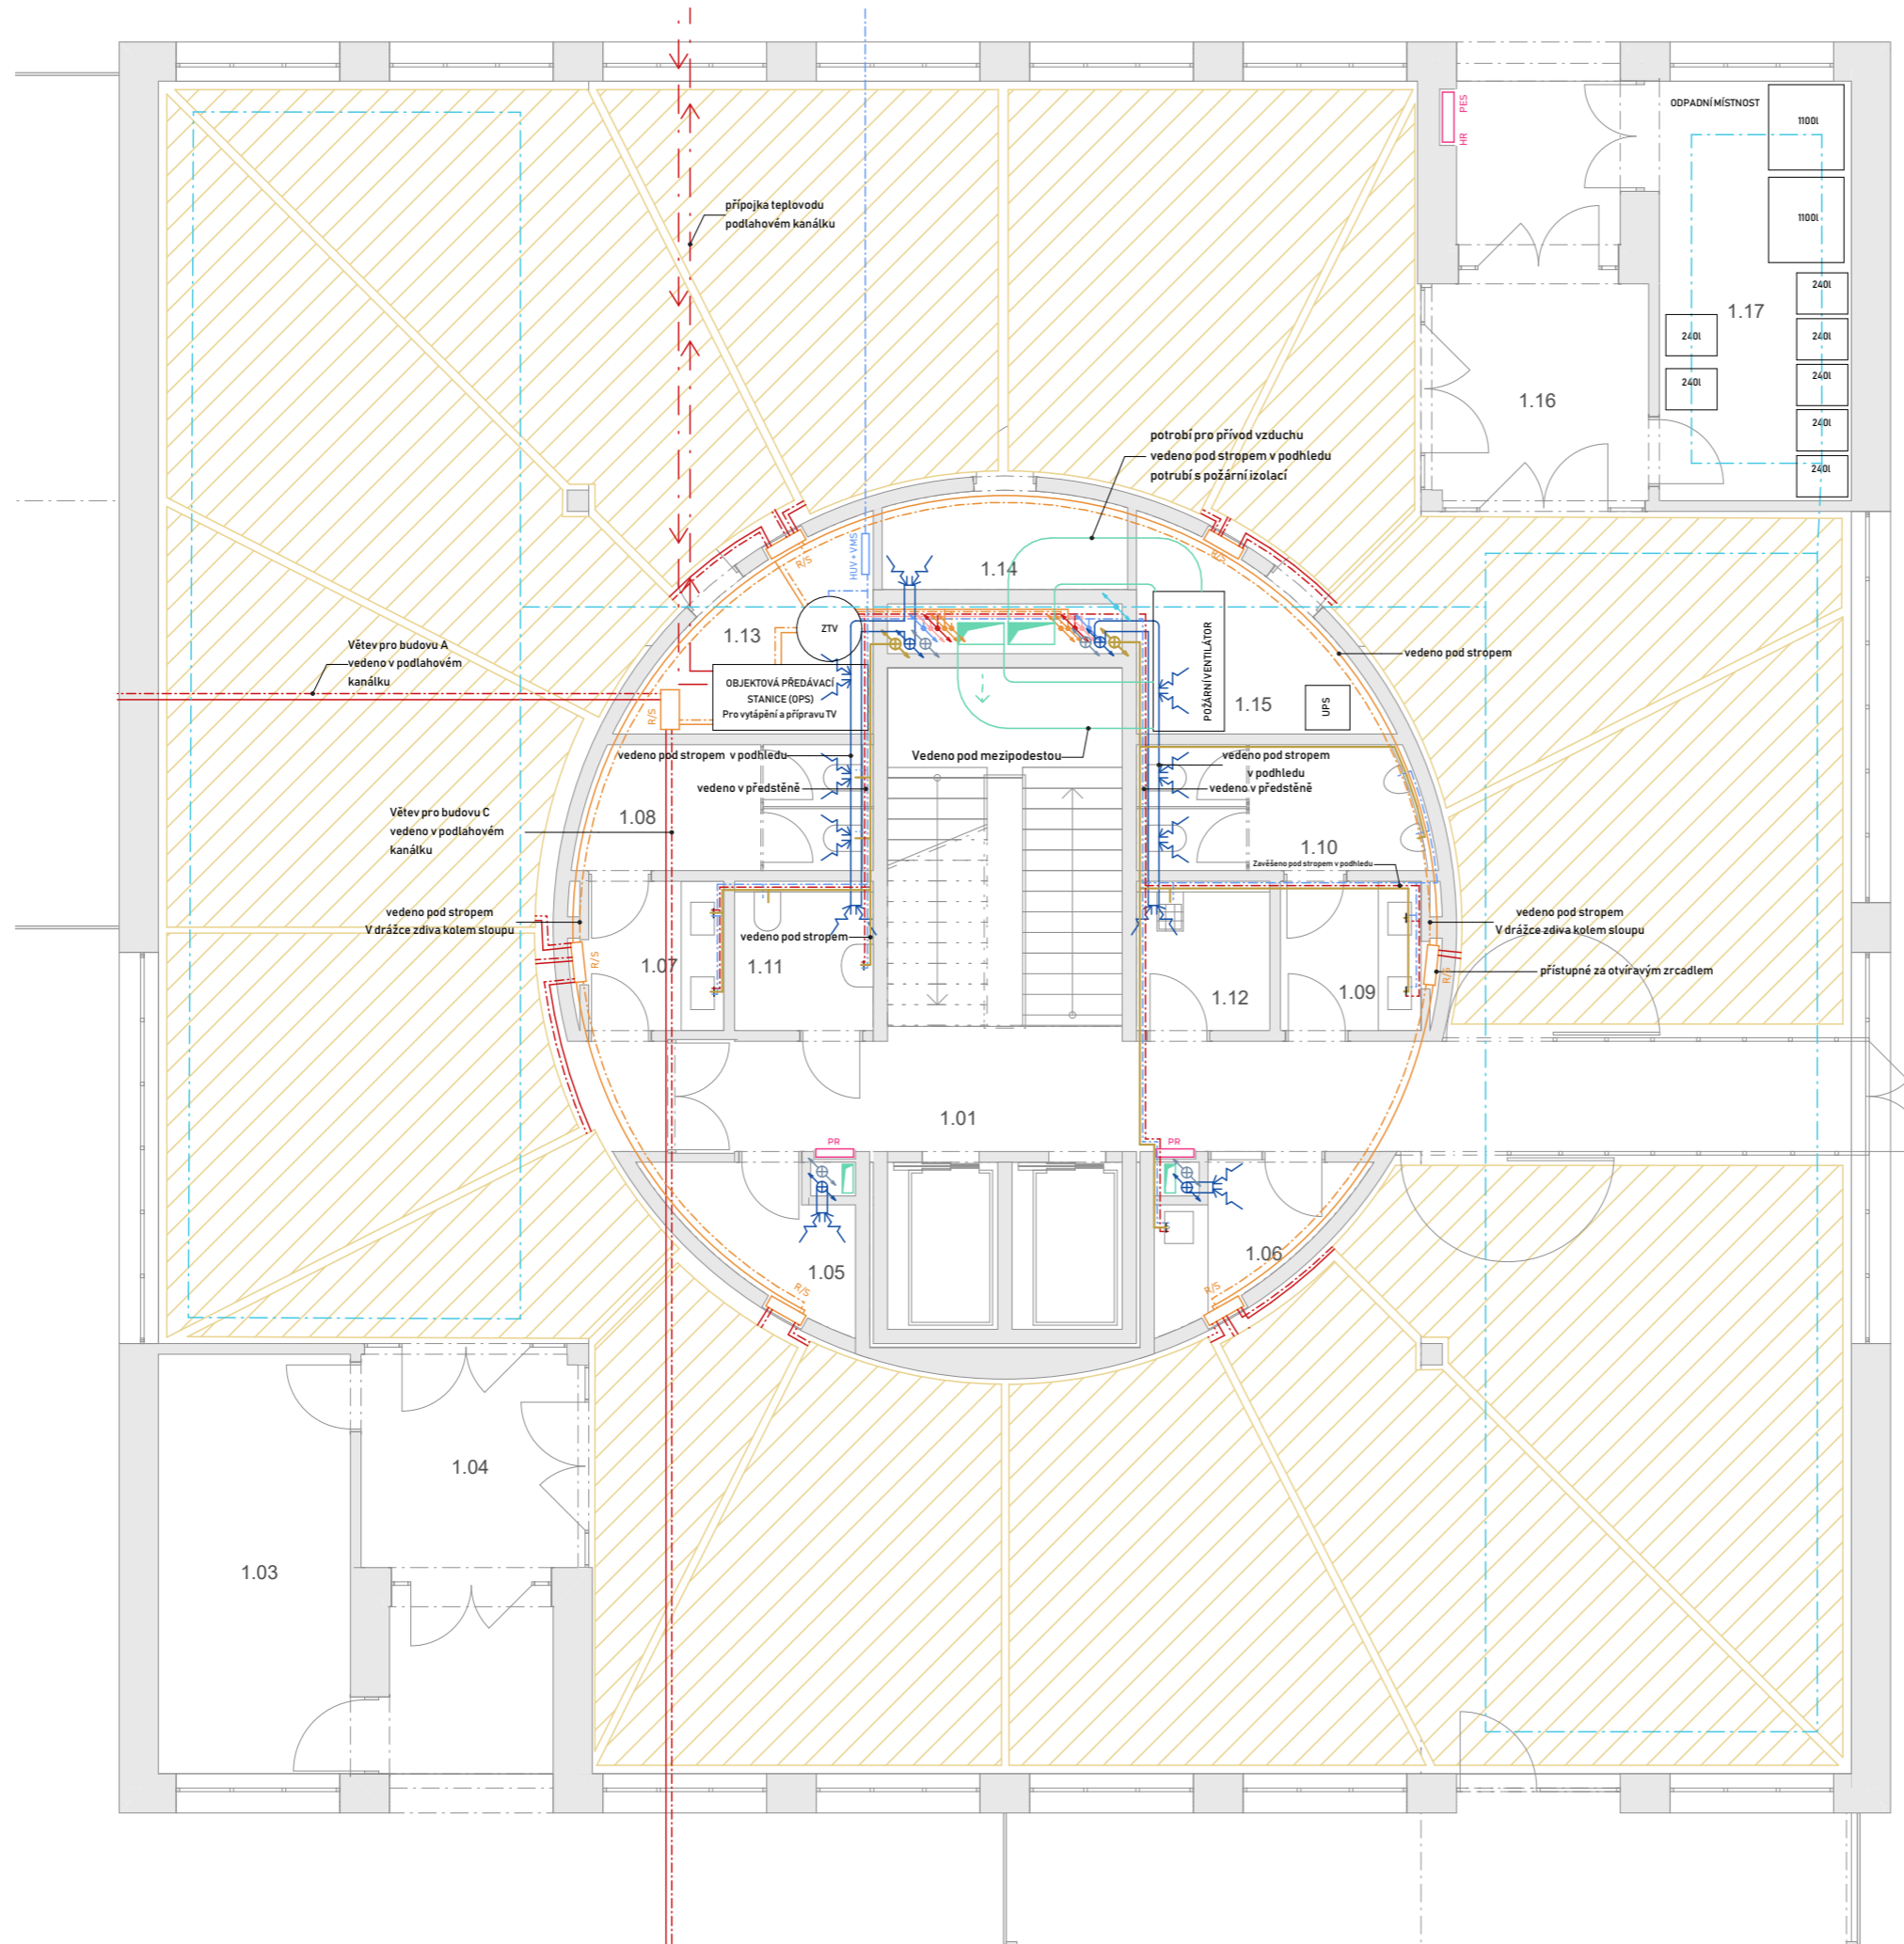 PES
HR
ODPADNÍ MÍSTNOST
1100l
1100l
240l
240l
240l
240l
240l
240l
240l
1.17
1.16
přípojka teplovodu
podlahovém kanálku
potrobí pro přívod vzduchu
vedeno pod stropem v podhledu
potrubí s požární izolací
HUV + VMS
R/S
R/S
1.14
1.13
ZTV
Větev pro budovu A
vedeno v podlahovém
kanálku
R/S
OBJEKTOVÁ PŘEDÁVACÍ
STANICE (OPS)
Pro vytápění a přípravu TV
POŽÁRNÍ VENTILÁTOR
1.15
UPS
vedeno pod stropem
vedeno pod stropem v podhledu
Vedeno pod mezipodestou
vedeno pod stropem
v podhledu
vedeno v předstěně
vedeno v předstěně
Větev pro budovu C
vedeno v podlahovém
kanálku
1.08
1.10
Zavěšeno pod stropem v podhledu
vedeno pod stropem
V drážce zdiva kolem sloupu
vedeno pod stropem
vedeno pod stropem
V drážce zdiva kolem sloupu
přístupné za otvíravým zrcadlem
R/S
R/S
1.07
1.11
1.12
1.09
1.01
PR
PR
1.05
1.06
R/S
R/S
1.04
1.03